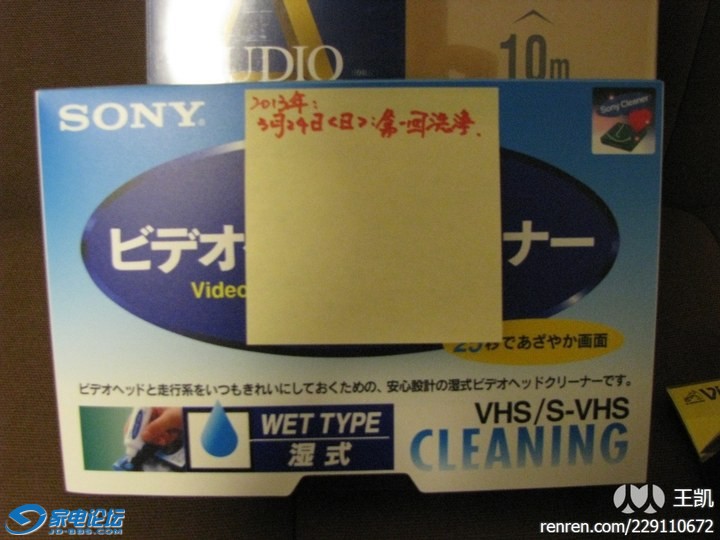 UDIO
10m
SONY
Sony Cleaner
2013年:
3月24日<日>:第一回洗浄.
ビデオ
ナー
Video
秒であざやか画面
ビデオヘッドと走行系をいつもきれいにしておくための、安心設計の湿式ビデオヘッドクリーナーです。
WET TYPE
湿式
VHS/S-VHS
CLEANING
家电论坛
JD-BBS.COM
王凯
renren.com/229110672